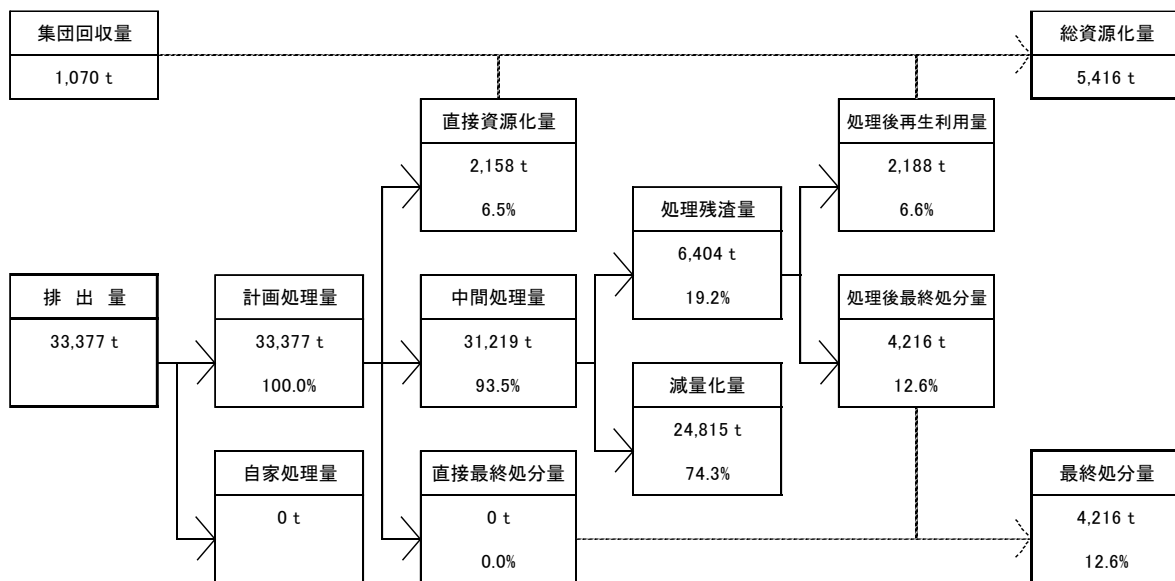 集団回収量
1,070 t
総資源化量
5,416 t
直接資源化量
2,158 t
6.5%
処理後再生利用量
2,188 t
6.6%
処理残渣量
6,404 t
19.2%
排 出 量
33,377 t
計画処理量
33,377 t
100.0%
中間処理量
31,219 t
93.5%
処理後最終処分量
4,216 t
12.6%
減量化量
24,815 t
74.3%
自家処理量
0 t
直接最終処分量
0 t
0.0%
最終処分量
4,216 t
12.6%